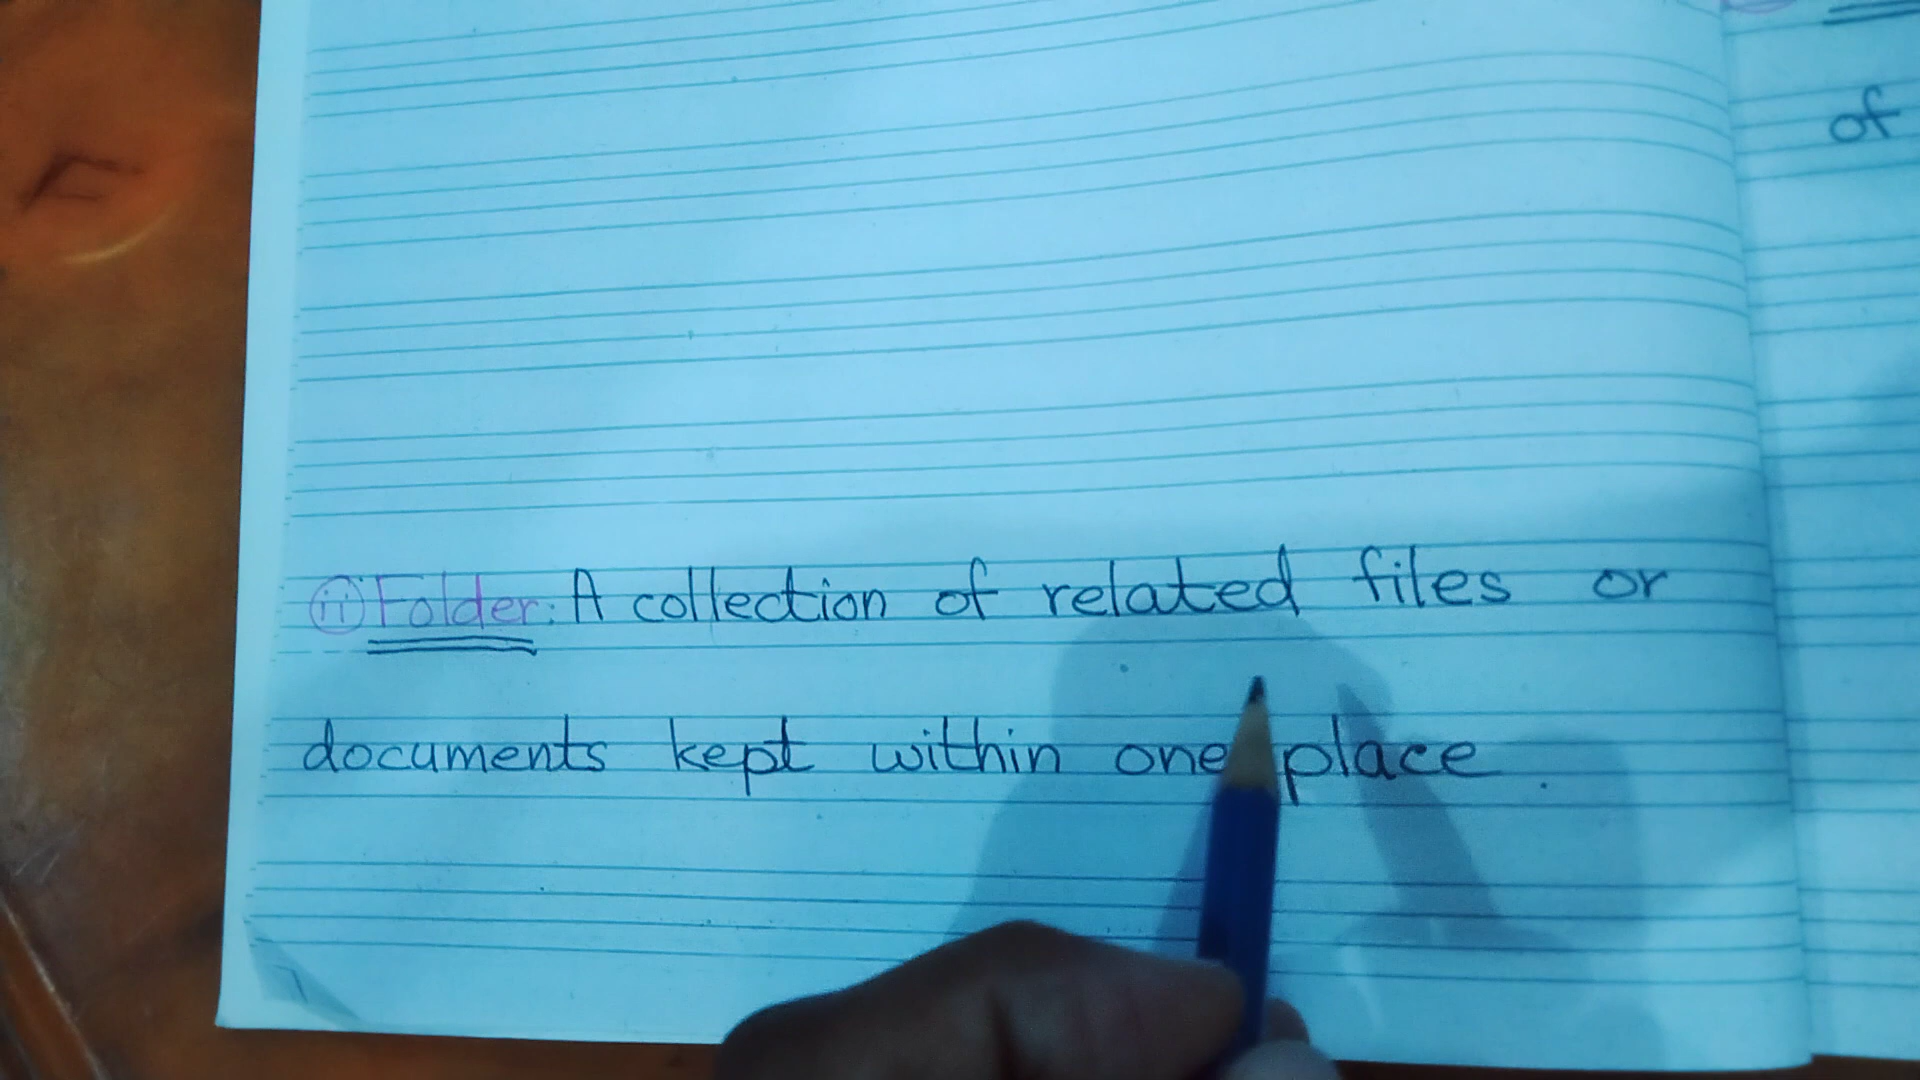 (ii) Folder: A collection of related files or
documents kept within one place.
of